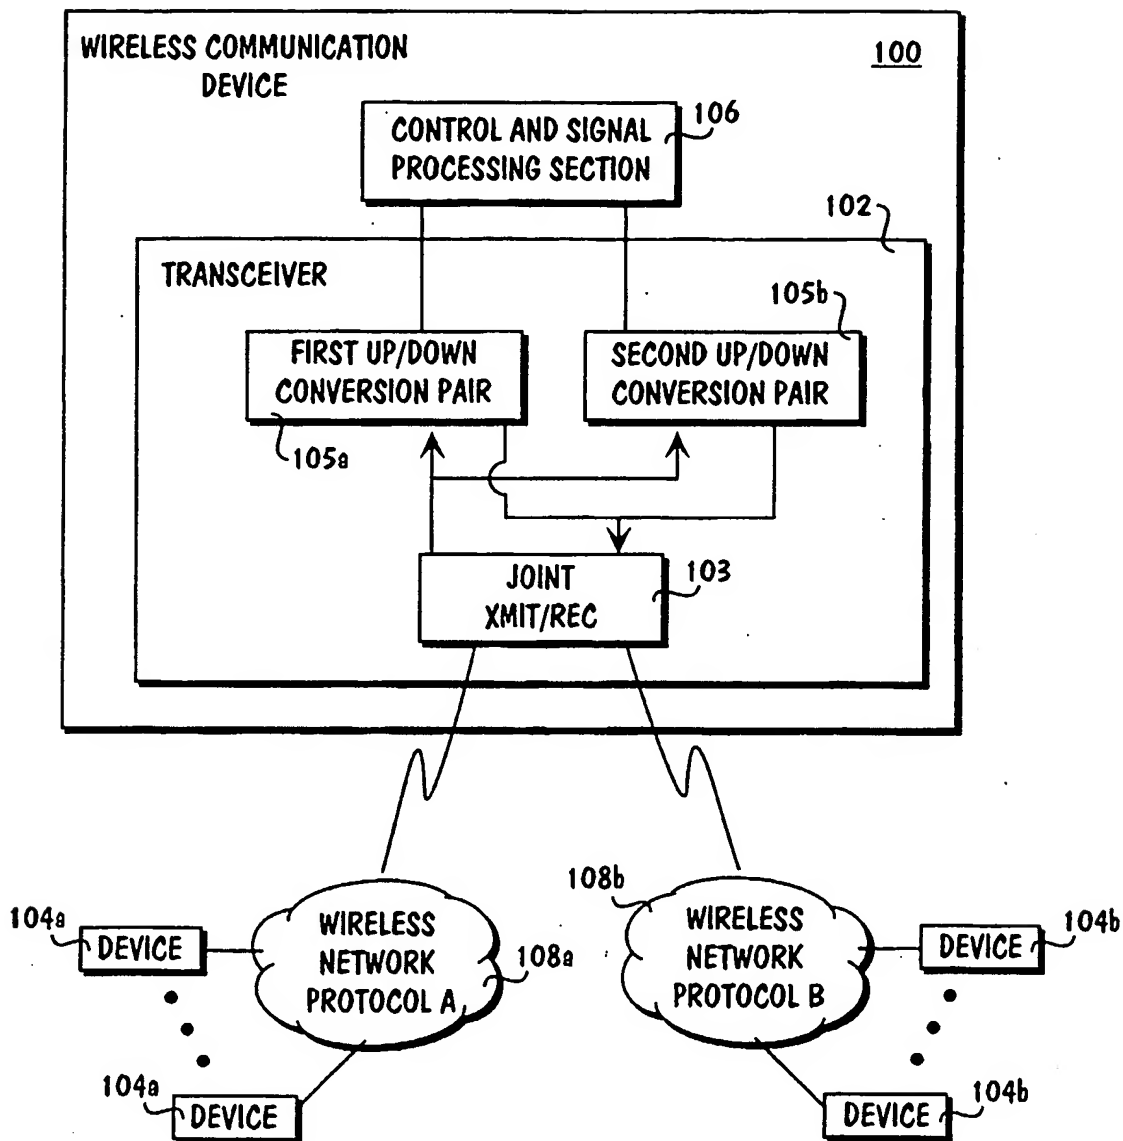 WIRELESS COMMUNICATION
DEVICE
100
CONTROL AND SIGNAL
PROCESSING SECTION
106
102
TRANSCEIVER
105b
FIRST UP/DOWN
CONVERSION PAIR
SECOND UP/DOWN
CONVERSION PAIR
105a
JOINT
XMIT/REC
103
104a
DEVICE
WIRELESS
NETWORK
PROTOCOL A
108a
108b
WIRELESS
NETWORK
PROTOCOL B
DEVICE
104b
104a
DEVICE
DEVICE
104b